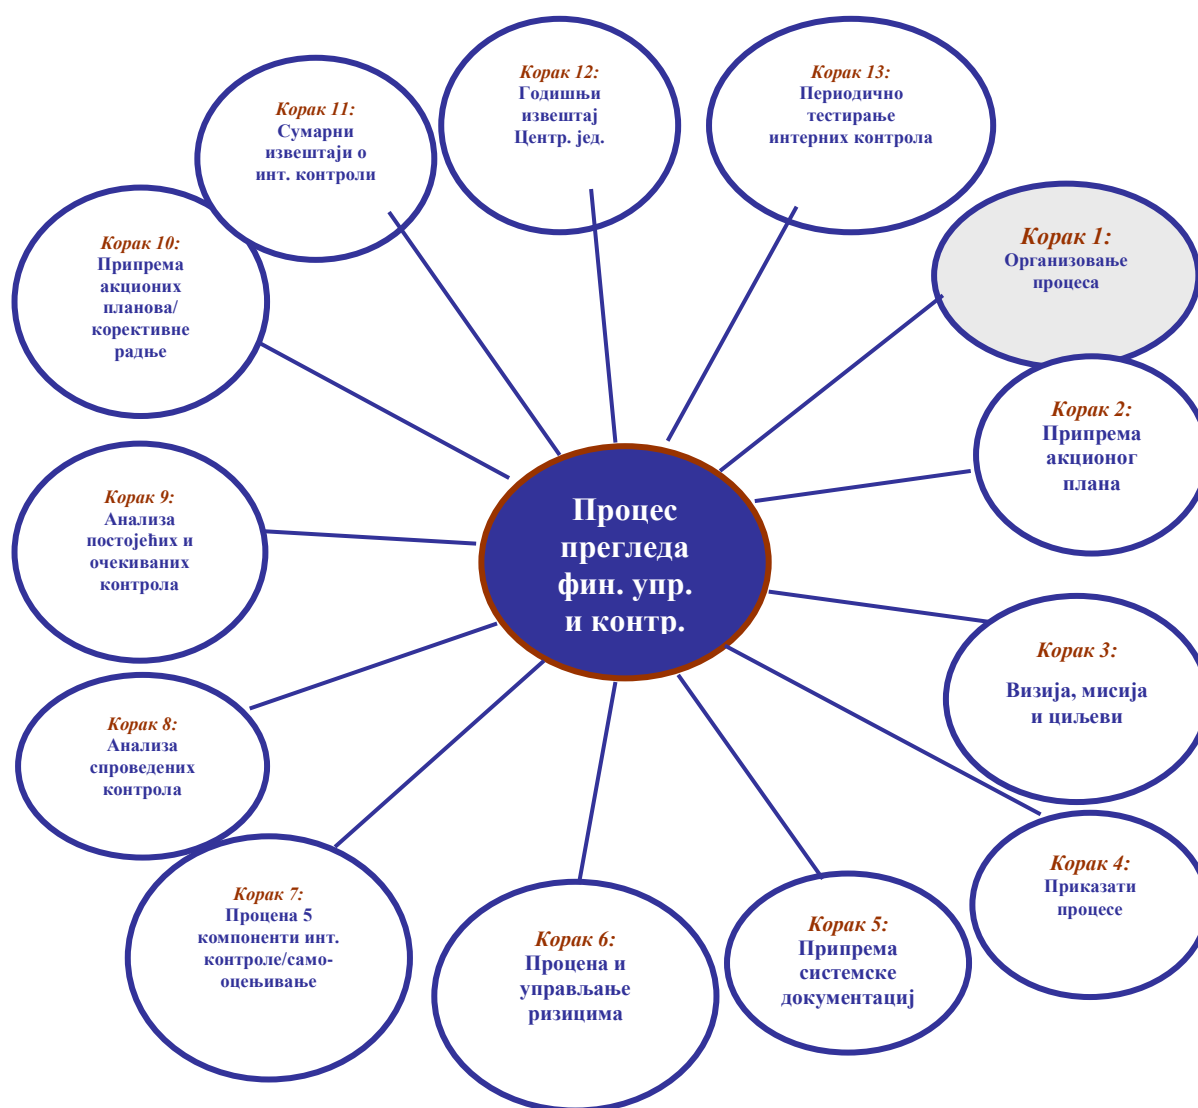 Процес
прегледа
фин. упр.
и контр.
Корак 1:
Организовање
процеса
Корак 2:
Припрема
акционог
плана
Корак 3:
Визија, мисија
и циљеви
Корак 4:
Приказати
процесе
Корак 5:
Припрема
системске
документациј
Корак 6:
Процена и
управљање
ризицима
Корак 7:
Процена 5
компоненти инт.
контроле/само-
оцењивање
Корак 8:
Анализа
спроведених
контрола
Корак 9:
Анализа
постојећих и
очекиваних
контрола
Корак 10:
Припрема
акционих
планова/
корективне
радње
Корак 11:
Сумарни
извештаји о
инт. контроли
Корак 12:
Годишњи
извештај
Центр. јед.
Корак 13:
Периодично
тестирање
интерних контрола